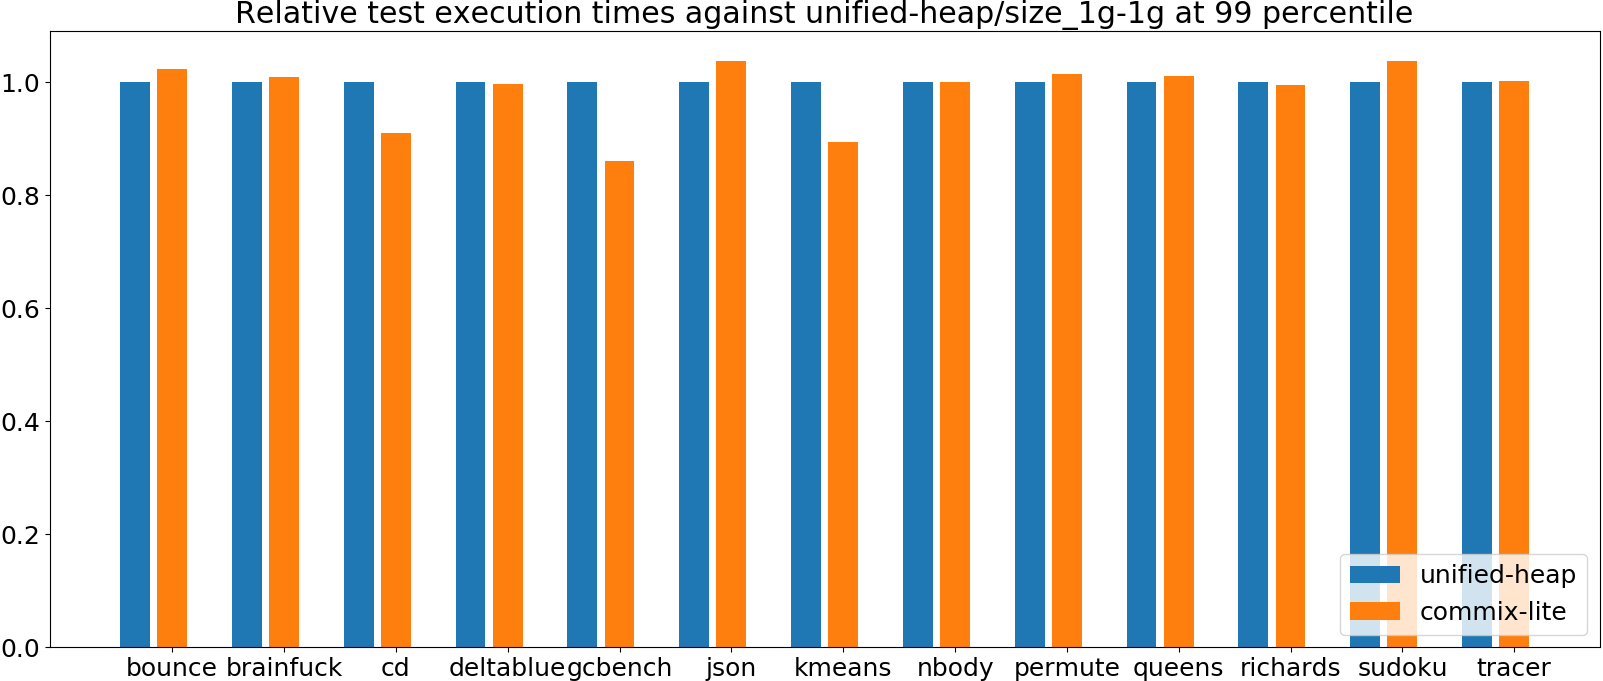 Relative test execution times against unified-heap/size_1g-1g at 99 percentile
1.0
0.8
0.6
0.4
0.2
0.0
unified-heap
commix-lite
bounce brainfuck cd deltablue gcbench json kmeans nbody permute queens richards sudoku tracer